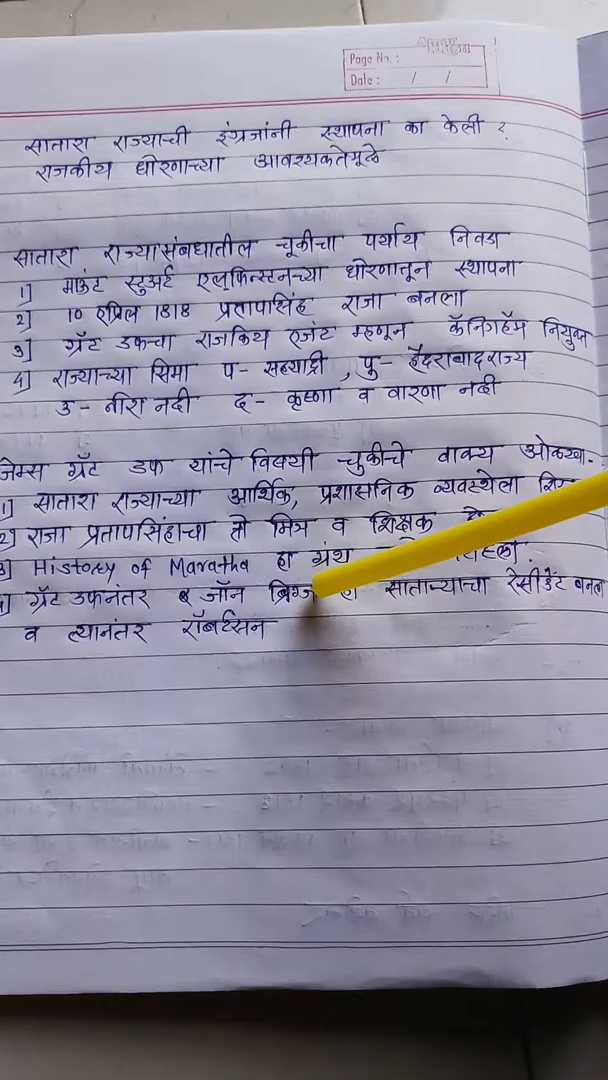 Page No.:
Date: / /
सातारा राज्याची इंग्रजांनी स्थापना का केली ?
राजकीय धोरणाच्या आवश्यकतेमूळे
सातारा राज्यासंबधातील चूकीचा पर्याय निवडा
1] माऊंट स्टुअर्ट एल्फिन्स्टनच्या धोरणातून स्थापना
2] 10 एप्रिल 1818 प्रतापसिंह राजा बनला
3] ग्रँट डफचा राजकिय एजंट म्हणून कॅनिगहॅम नियुक्त
4] राज्याच्या सिमा प- सह्याद्री , पु- हैदराबाद राज्य
उ- नीरा नदी द- कृष्णा व वारणा नदी
जेम्स ग्रँट डफ यांचे विषयी चुकीचे वाक्य ओळखा.
1] सातारा राज्याच्या आर्थिक, प्रशासनिक व्यवस्थेला
2] राजा प्रतापसिंहाचा तो मित्र व शिक्षक
3] History of Maratha हा ग्रंथ
4] ग्रँट डफनंतर जॉन ब्रिग्ज हा साताऱ्याचा रेसीडेंट बनला
व त्यानंतर रॉबर्टसन